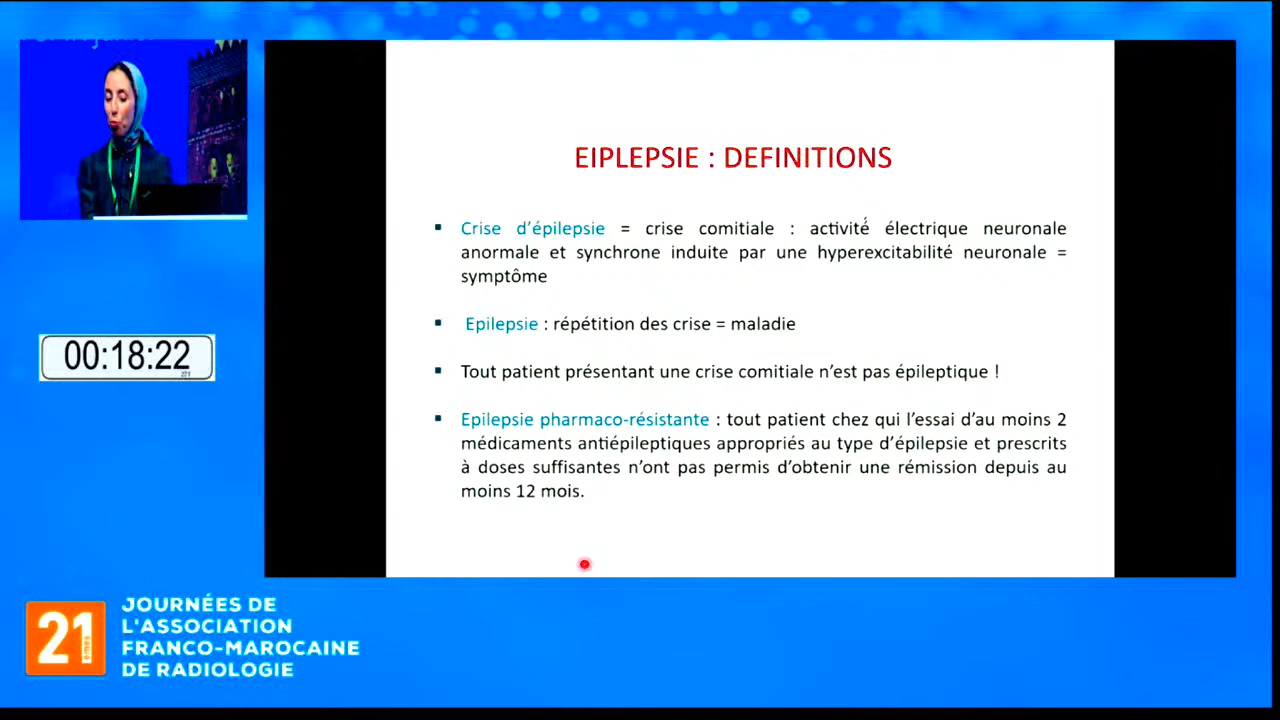 EIPLEPSIE : DEFINITIONS
Crise d'épilepsie = crise comitiale : activité électrique neuronale
anormale et synchrone induite par une hyperexcitabilité neuronale =
symptôme
Epilepsie : répétition des crise = maladie
Tout patient présentant une crise comitiale n'est pas épileptique !
Epilepsie pharmaco-résistante : tout patient chez qui l'essai d'au moins 2
médicaments antiépileptiques appropriés au type d'épilepsie et prescrits
à doses suffisantes n'ont pas permis d'obtenir une rémission depuis au
moins 12 mois.
00:18:22
21
èmes
JOURNÉES DE
L'ASSOCIATION
FRANCO-MAROCAINE
DE RADIOLOGIE